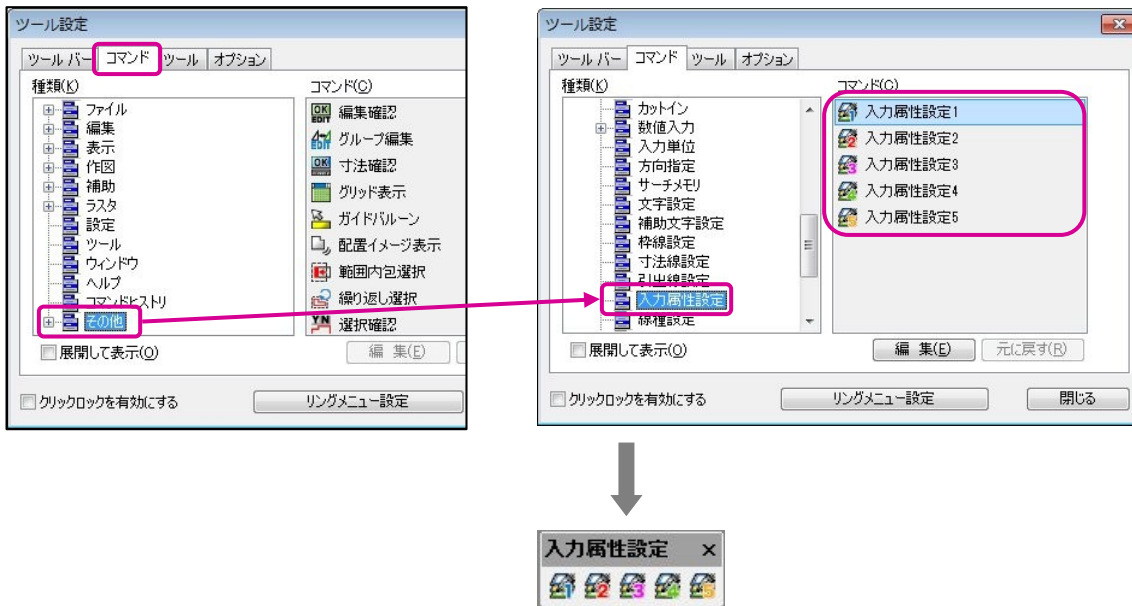 ツール設定
ツール バー コマンド ツール オプション
種類(K)
ファイル
編集
表示
作図
補助
ラスタ
設定
ツール
ウィンドウ
ヘルプ
コマンドヒストリ
その他
コマンド(C)
編集確認
グループ編集
寸法確認
グリッド表示
ガイドバルーン
配置イメージ表示
範囲内包選択
繰り返し選択
選択確認
展開して表示(O)
編 集(E)
クリックロックを有効にする
リングメニュー設定
ツール設定
ツール バー コマンド ツール オプション
種類(K)
カットイン
数値入力
入力単位
方向指定
サーチメモリ
文字設定
補助文字設定
枠線設定
寸法線設定
引出線設定
入力属性設定
線種設定
コマンド(C)
入力属性設定1
入力属性設定2
入力属性設定3
入力属性設定4
入力属性設定5
展開して表示(O)
編 集(E)
元に戻す(R)
クリックロックを有効にする
リングメニュー設定
閉じる
入力属性設定 ×
1 2 3 4 5